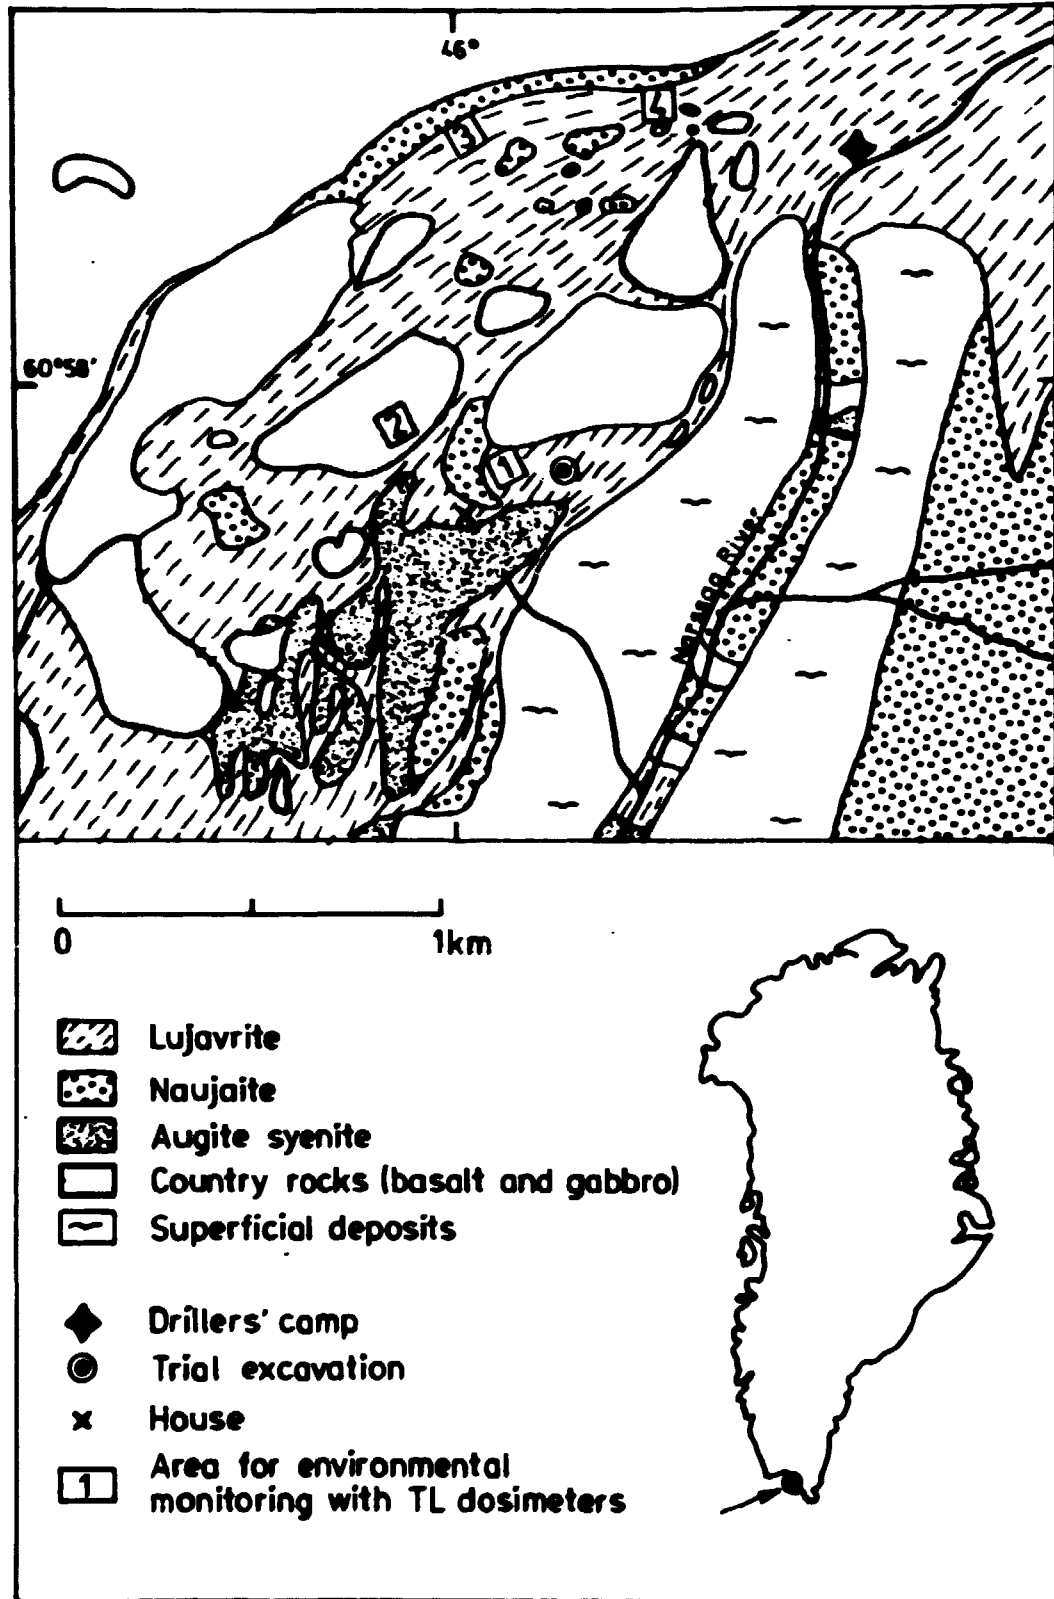 46°
3
4
60°58'
2
1
Narssaq River
0 1km
Lujavrite
Naujaite
Augite syenite
Country rocks (basalt and gabbro)
Superficial deposits
Drillers' camp
Trial excavation
House
1 Area for environmental
monitoring with TL dosimeters